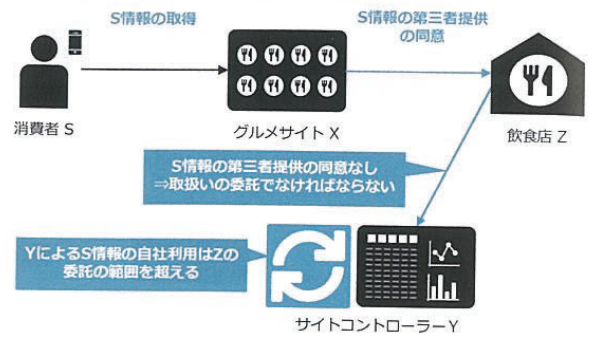 S情報の取得
S情報の第三者提供
の同意
消費者 S
グルメサイト X
飲食店 Z
S情報の第三者提供の同意なし
⇒取扱いの委託でなければならない
YによるS情報の自社利用はZの
委託の範囲を超える
サイトコントローラーY